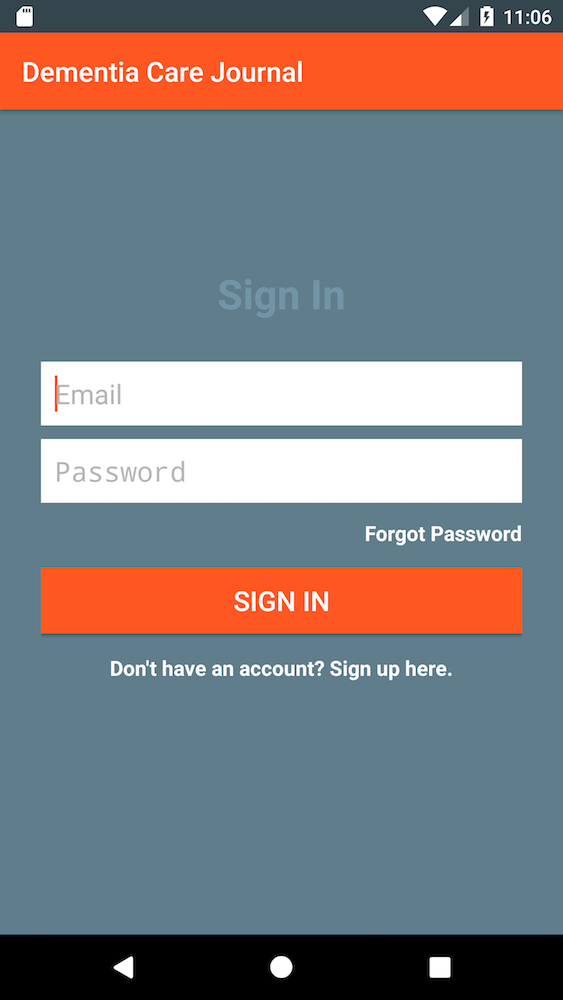 11:06
Dementia Care Journal
Sign In
Email
Password
Forgot Password
SIGN IN
Don't have an account? Sign up here.